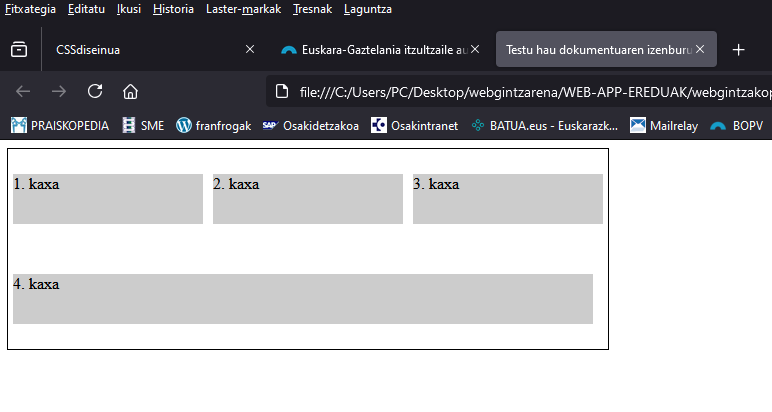 Fitxategia Editatu Ikusi Historia Laster-markak Tresnak Laguntza
CSSdiseinua Euskara-Gaztelania itzultzaile au Testu hau dokumentuaren izenburu
file:///C:/Users/PC/Desktop/webgintzarena/WEB-APP-EREDUAK/webgintzakop
PRAISKOPEDIA SME franfrogak SAP Osakidetzakoa Osakintranet BATUA.eus - Euskarazk... Mailrelay BOPV
1. kaxa 2. kaxa 3. kaxa
4. kaxa